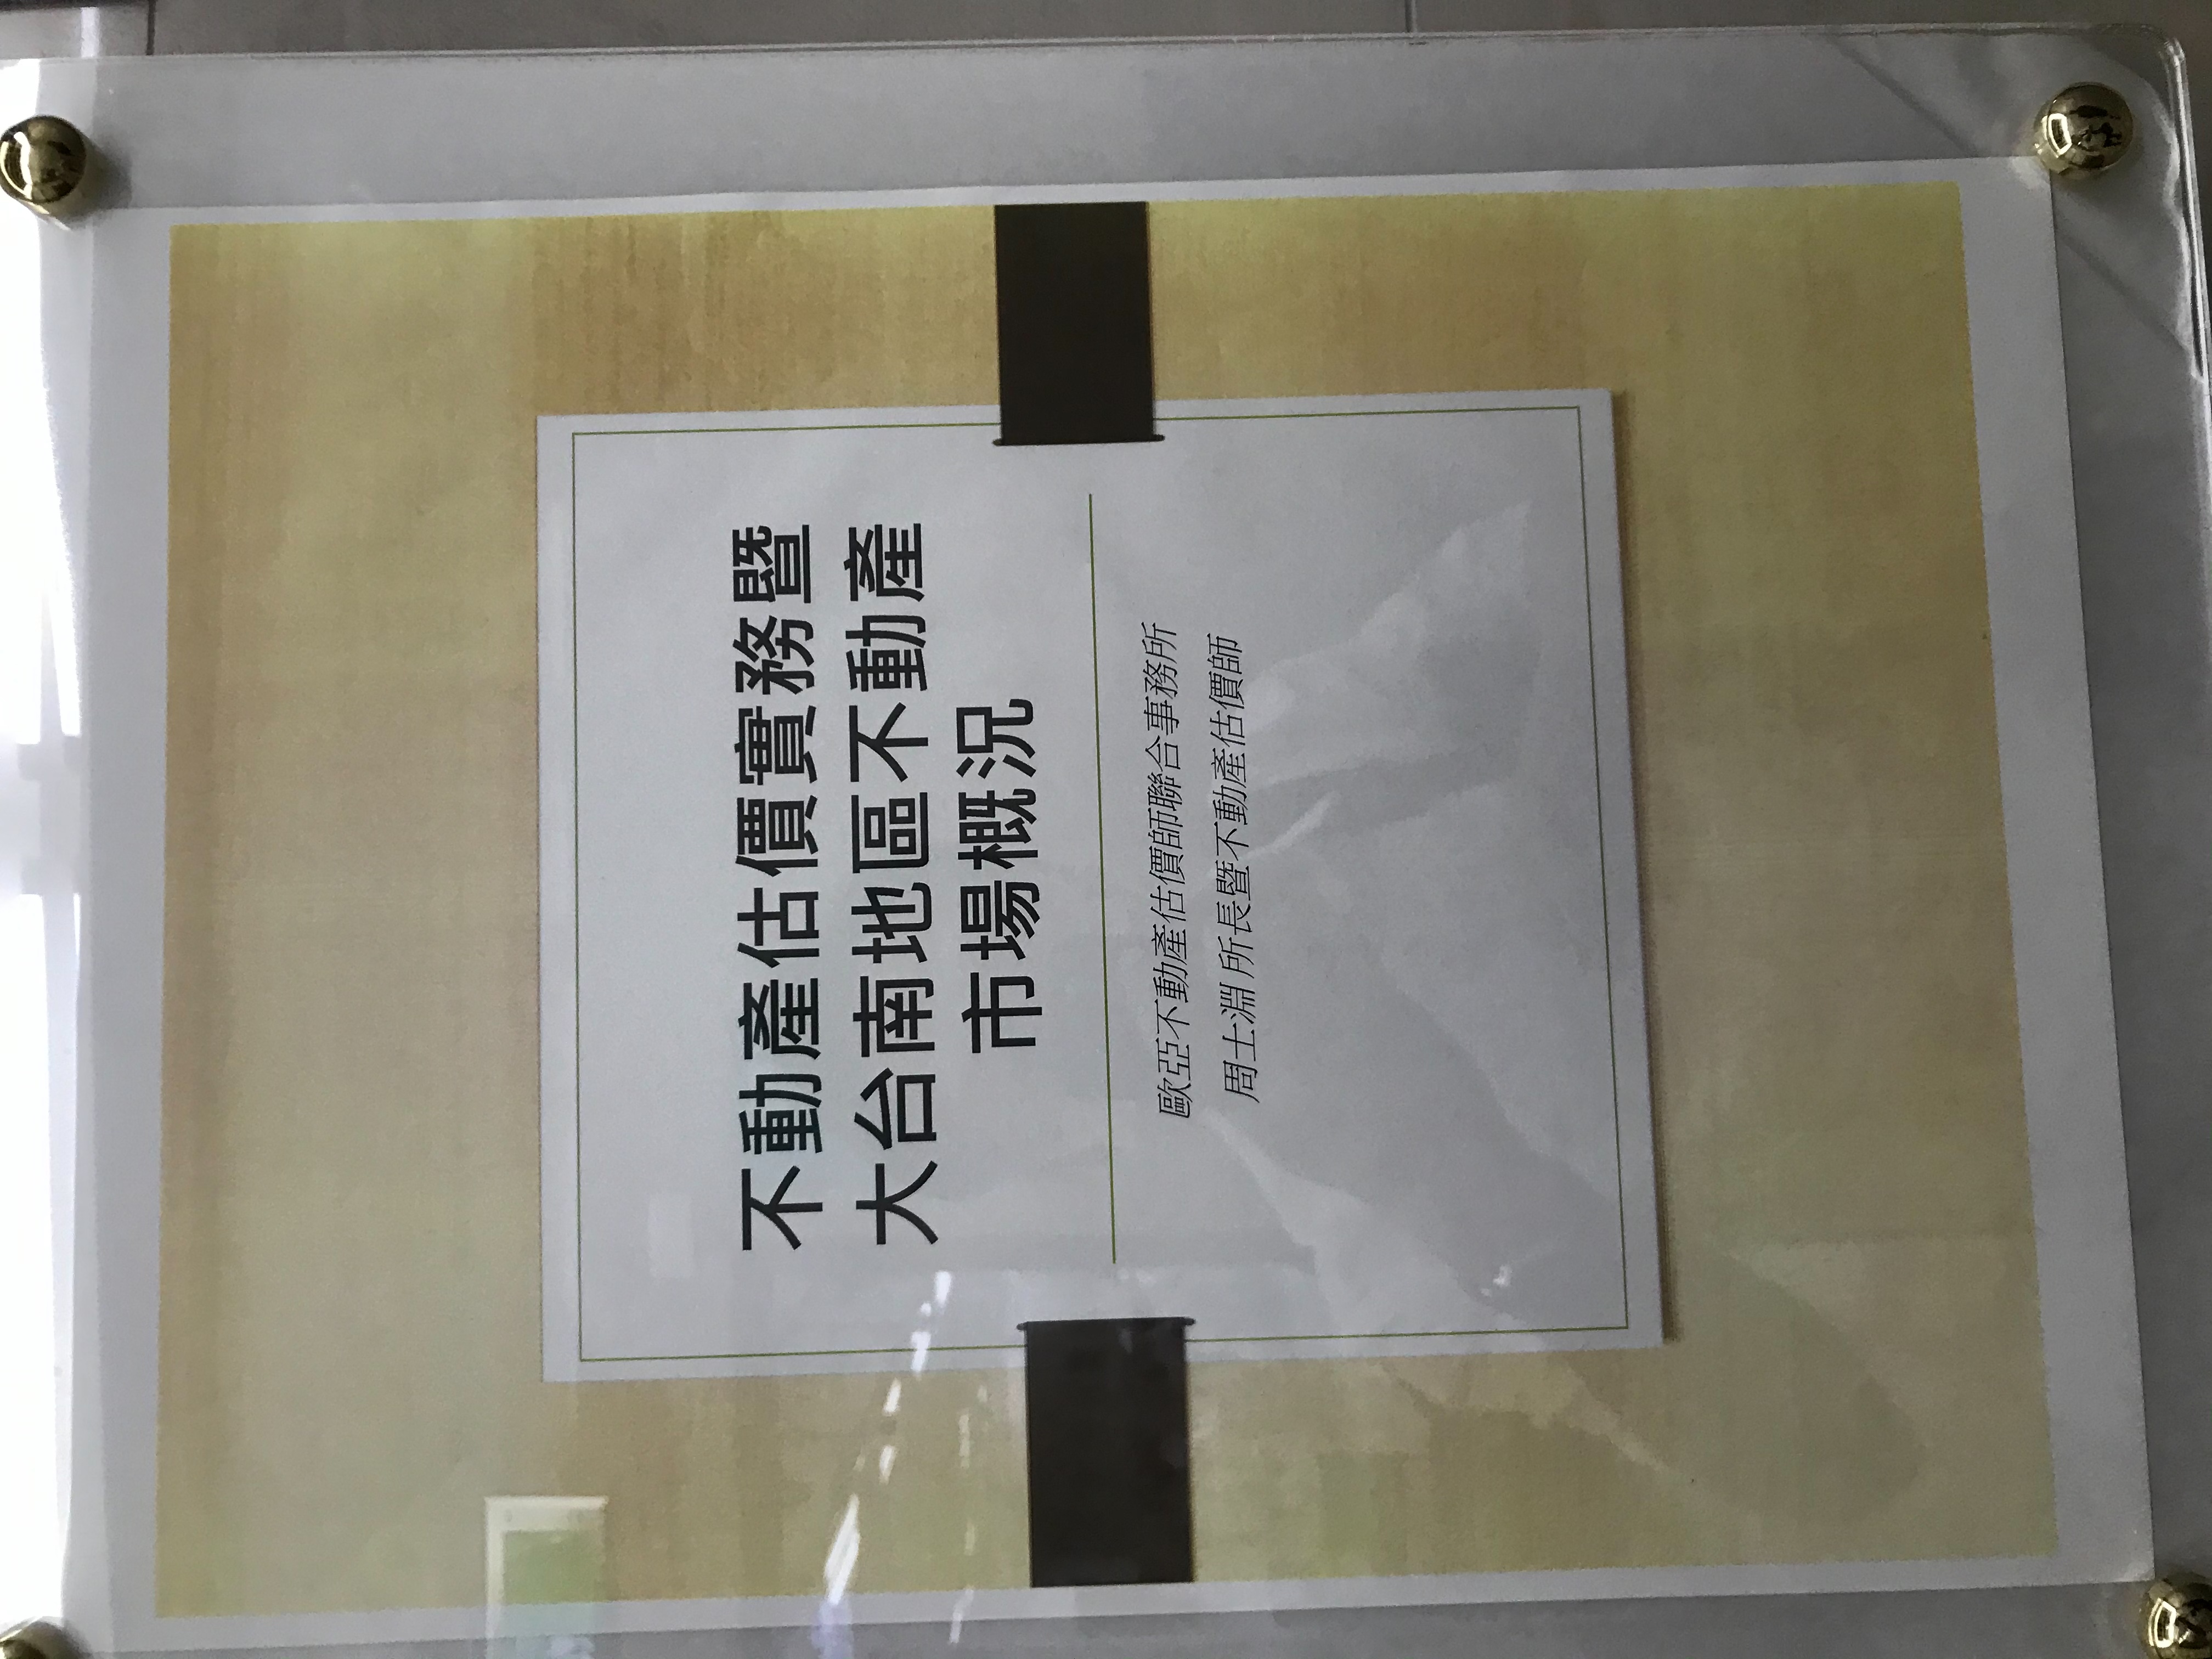 不動產估價實務暨
大台南地區不動產
市場概況
歐亞不動產估價師聯合事務所
周士淵 所長暨不動產估價師